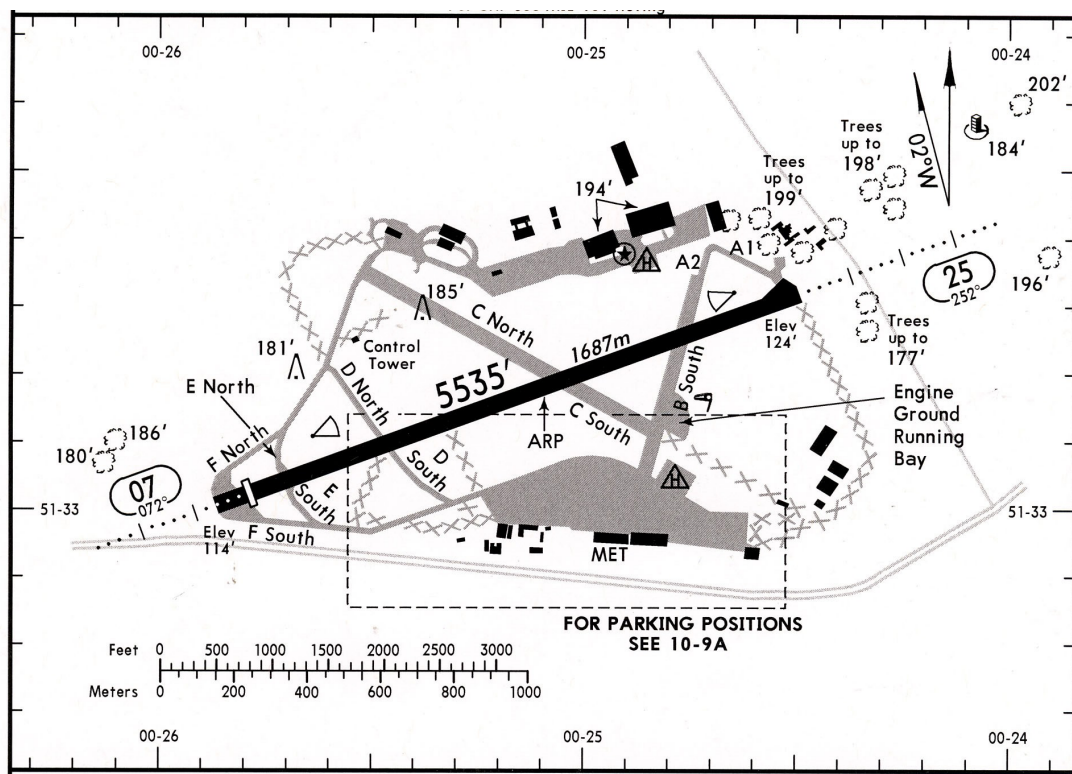 00-26
00-25
00-24
202'
184'
02°W
Trees
up to
198'
Trees
up to
199'
194'
A1
A2
25
252°
196'
185'
C North
1687m
Elev
124'
Trees
up to
177'
181'
Control
Tower
5535'
E North
D North
B South
Engine
Ground
Running
Bay
C South
ARP
F North
186'
180'
07
072°
D
South
E
South
51-33
51-33
Elev
114'
F South
MET
FOR PARKING POSITIONS
SEE 10-9A
Feet 0 500 1000 1500 2000 2500 3000
Meters 0 200 400 600 800 1000
00-26
00-25
00-24